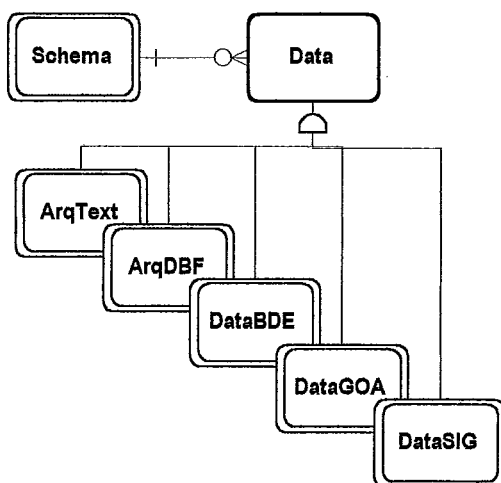 Schema
Data
ArqText
ArqDBF
DataBDE
DataGOA
DataSIG